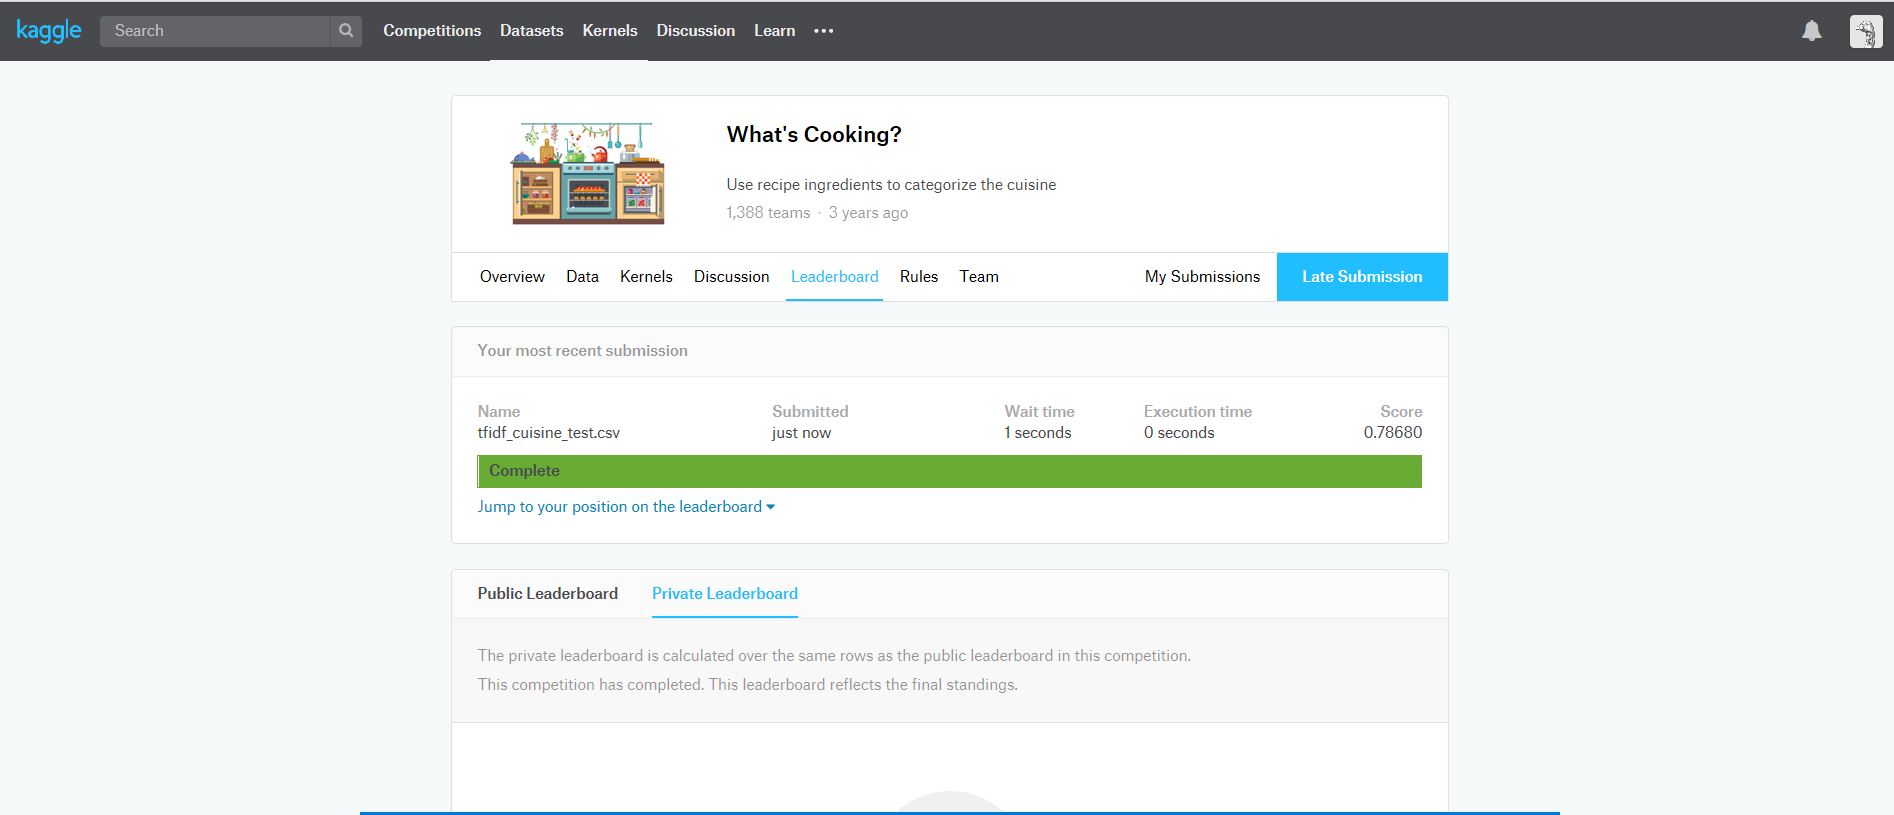 kaggle Search Competitions Datasets Kernels Discussion Learn
What's Cooking?
Use recipe ingredients to categorize the cuisine
1,388 teams · 3 years ago
Overview Data Kernels Discussion Leaderboard Rules Team My Submissions Late Submission
Your most recent submission
Name Submitted Wait time Execution time Score
tfidf_cuisine_test.csv just now 1 seconds 0 seconds 0.78680
Complete
Jump to your position on the leaderboard
Public Leaderboard Private Leaderboard
The private leaderboard is calculated over the same rows as the public leaderboard in this competition.
This competition has completed. This leaderboard reflects the final standings.